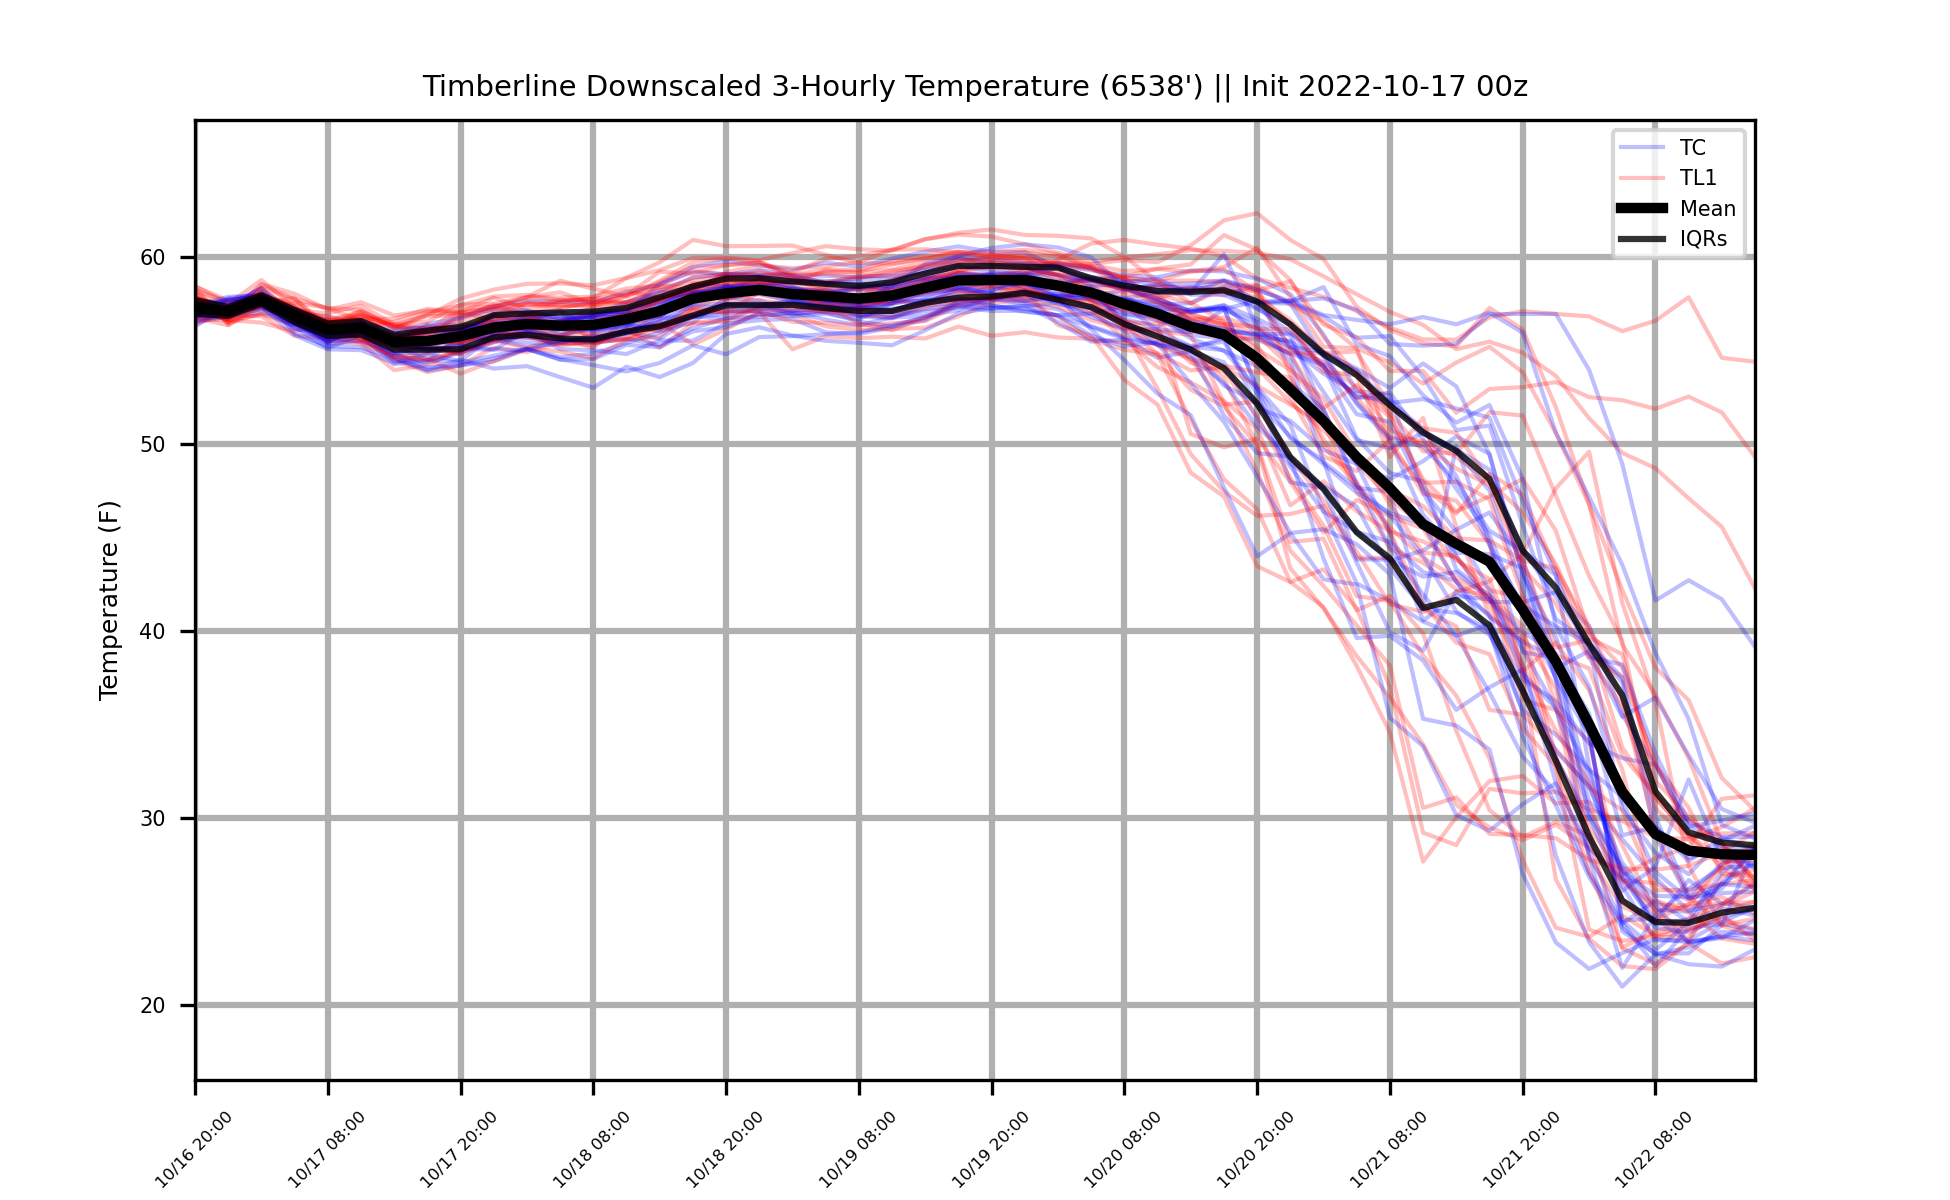 Timberline Downscaled 3-Hourly Temperature (6538') || Init 2022-10-17 00z
TC
TL1
Mean
IQRs
Temperature (F)
60
50
40
30
20
10/16 20:00
10/17 08:00
10/17 20:00
10/18 08:00
10/18 20:00
10/19 08:00
10/19 20:00
10/20 08:00
10/20 20:00
10/21 08:00
10/21 20:00
10/22 08:00